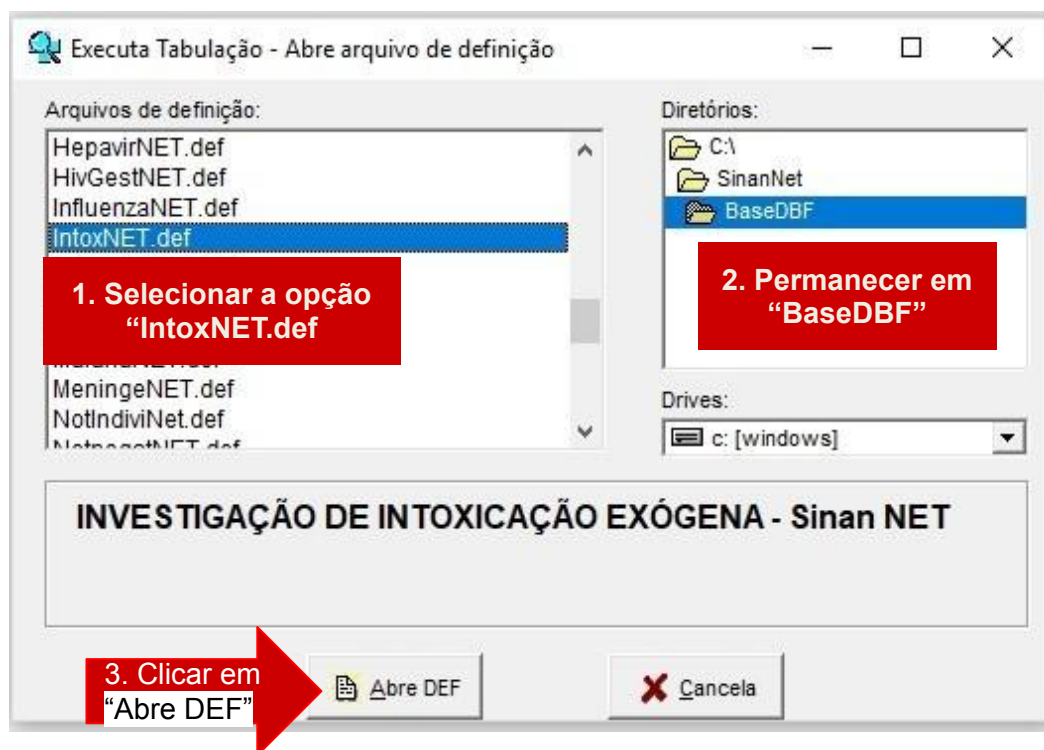 Executa Tabulação - Abre arquivo de definição
Arquivos de definição:
HepavirNET.def
HivGestNET.def
InfluenzaNET.def
IntoxNET.def
1. Selecionar a opção
“IntoxNET.def
MeningeNET.def
NotIndiviNet.def
Diretórios:
C:\
SinanNet
BaseDBF
2. Permanecer em
“BaseDBF”
Drives:
c: [windows]
INVESTIGAÇÃO DE INTOXICAÇÃO EXÓGENA - Sinan NET
3. Clicar em
“Abre DEF”
Abre DEF
Cancela